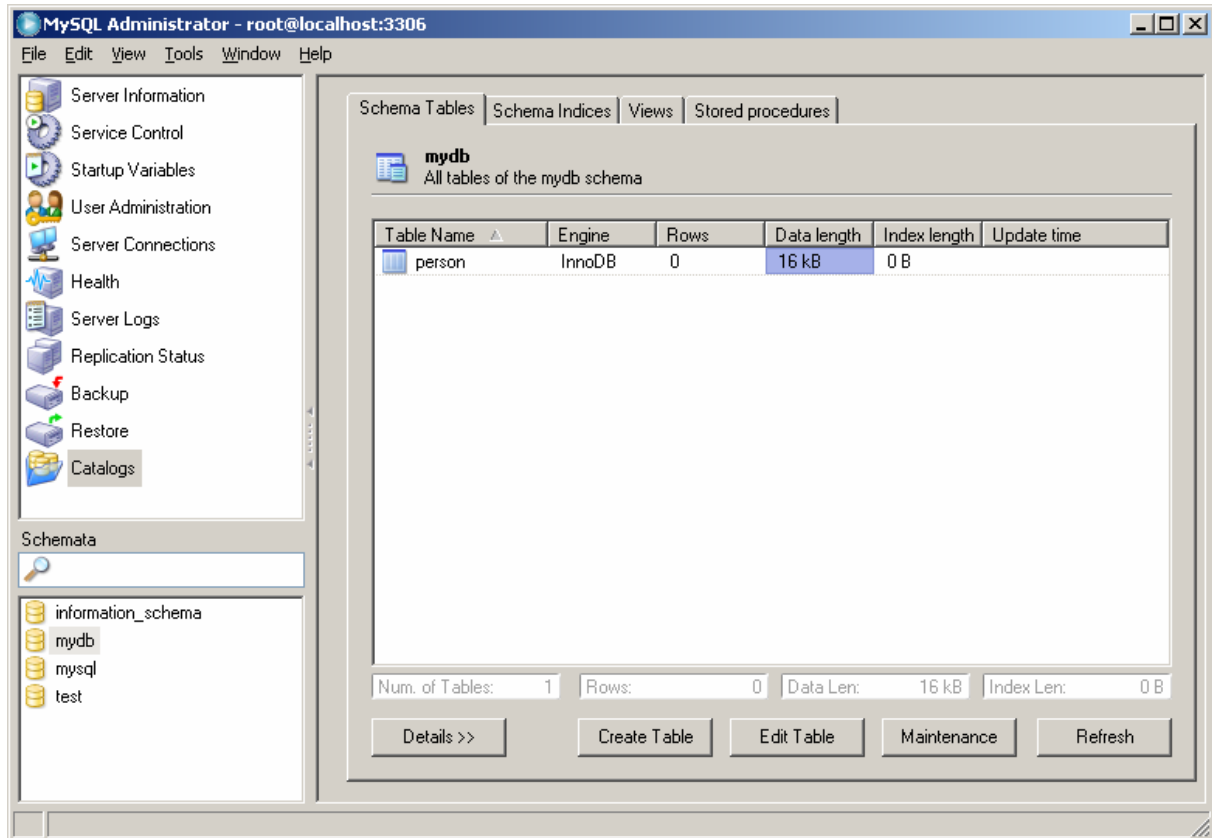 MySQL Administrator - root@localhost:3306
File Edit View Tools Window Help
Server Information
Service Control
Startup Variables
User Administration
Server Connections
Health
Server Logs
Replication Status
Backup
Restore
Catalogs
Schemata
information_schema
mydb
mysql
test
Schema Tables Schema Indices Views Stored procedures
mydb
All tables of the mydb schema
Table Name Engine Rows Data length Index length Update time
person InnoDB 0 16 kB 0 B
Num. of Tables: 1 Rows: 0 Data Len: 16 kB Index Len: 0 B
Details >> Create Table Edit Table Maintenance Refresh